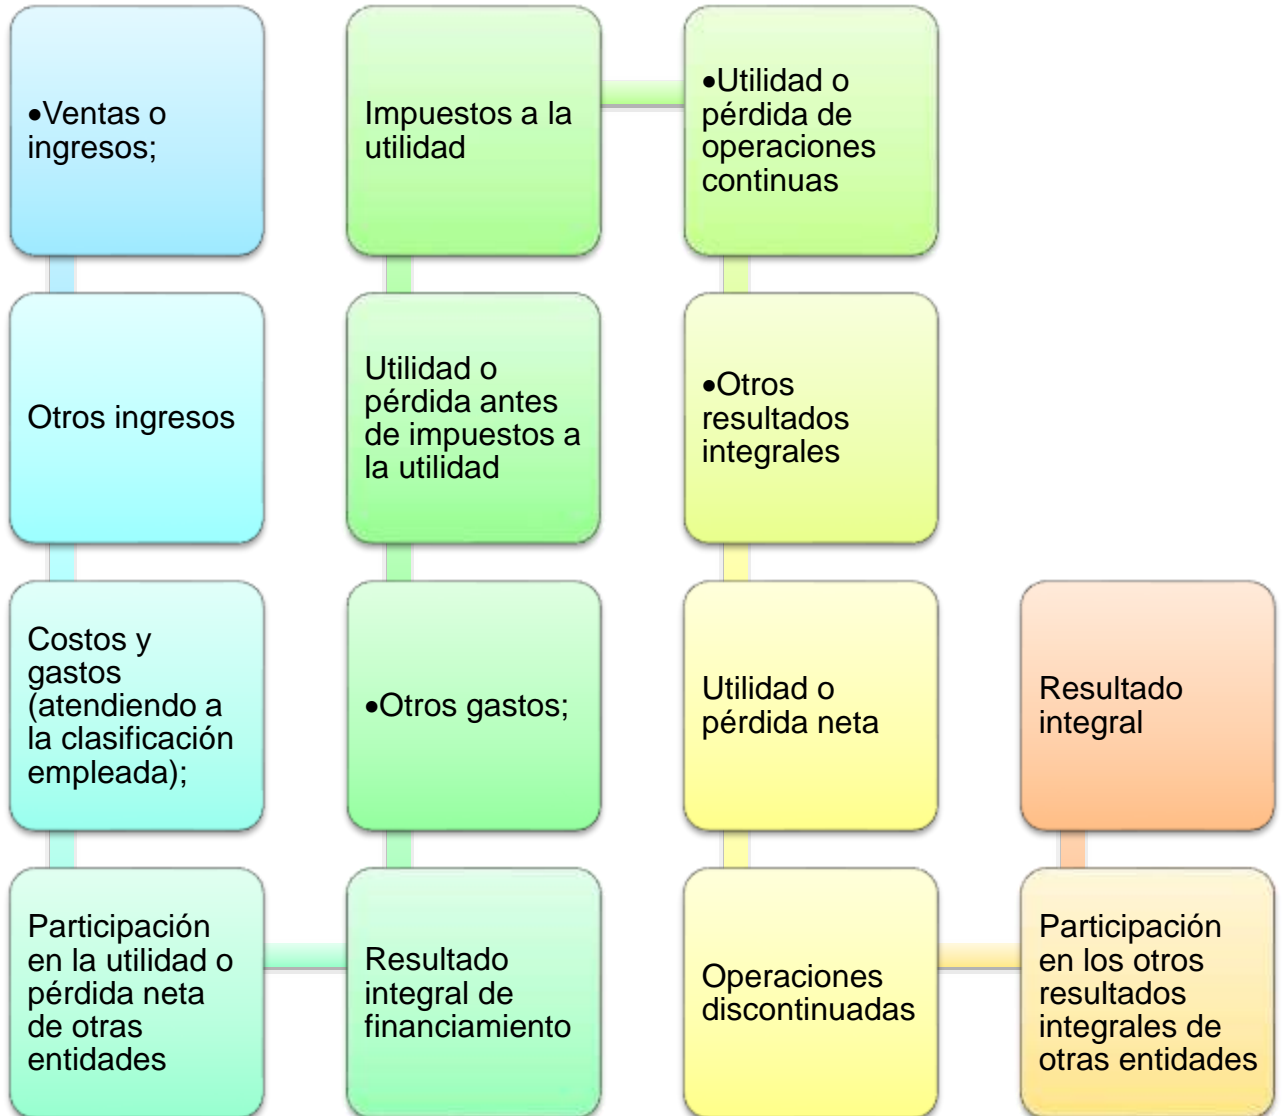 •Ventas o
ingresos;
Otros ingresos
Costos y
gastos
(atendiendo a
la clasificación
empleada);
Participación
en la utilidad o
pérdida neta
de otras
entidades
Resultado
integral de
financiamiento
•Otros gastos;
Utilidad o
pérdida antes
de impuestos a
la utilidad
Impuestos a la
utilidad
•Utilidad o
pérdida de
operaciones
continuas
•Otros
resultados
integrales
Utilidad o
pérdida neta
Operaciones
discontinuadas
Participación
en los otros
resultados
integrales de
otras entidades
Resultado
integral